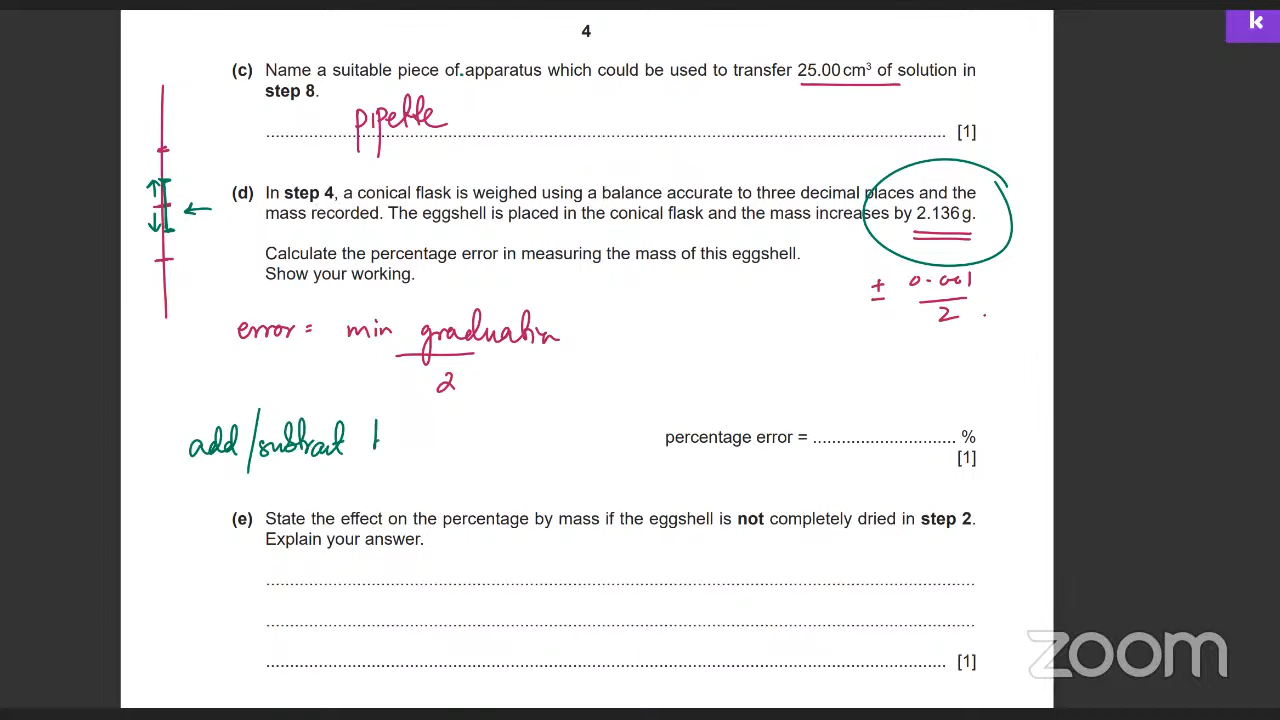 k
4
(c) Name a suitable piece of apparatus which could be used to transfer 25.00 cm³ of solution in
step 8.
pipette
[1]
(d) In step 4, a conical flask is weighed using a balance accurate to three decimal places and the
mass recorded. The eggshell is placed in the conical flask and the mass increases by 2.136 g.
Calculate the percentage error in measuring the mass of this eggshell.
Show your working.
± 0.001
2
error = min graduation
2
add/subtract
percentage error = .............................. %
[1]
(e) State the effect on the percentage by mass if the eggshell is not completely dried in step 2.
Explain your answer.
[1]
zoom